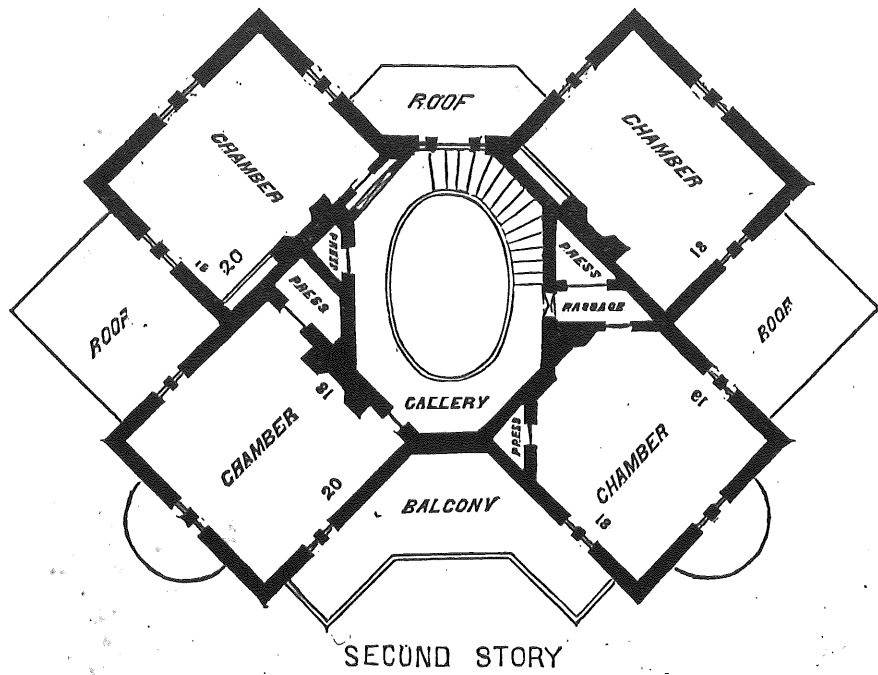 ROOF
CHAMBER
CHAMBER
18
20
18
PRESS
PRESS
PRESS
PASSAGE
ROOF
ROOF
18
GALLERY
19
CHAMBER
CHAMBER
PRESS
20
18
BALCONY
SECOND STORY